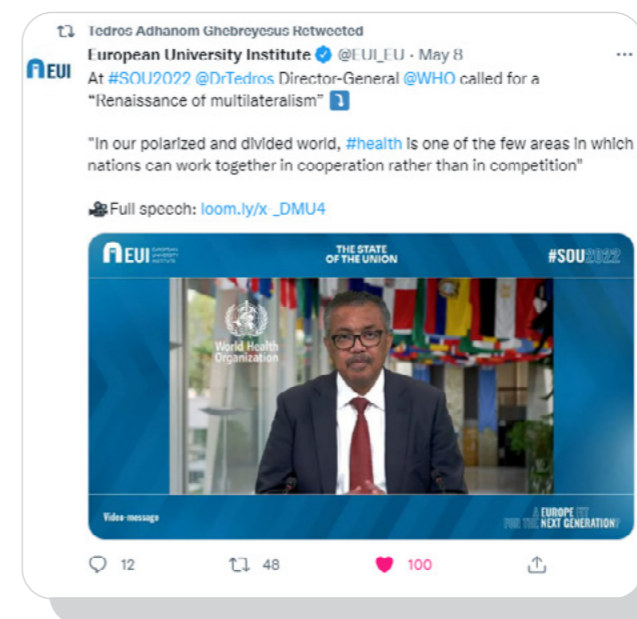 Tedros Adhanom Ghebreyesus Retweeted
European University Institute @EUI_EU · May 8
EUI
At #SOU2022 @DrTedros Director-General @WHO called for a
“Renaissance of multilateralism”
"In our polarized and divided world, #health is one of the few areas in which
nations can work together in cooperation rather than in competition"
Full speech: loom.ly/x-_DMU4
EUI EUROPEAN UNIVERSITY INSTITUTE
THE STATE
OF THE UNION
#SOU2022
World Health
Organization
Video-message
A EUROPE FIT
FOR THE NEXT GENERATION?
12
48
100